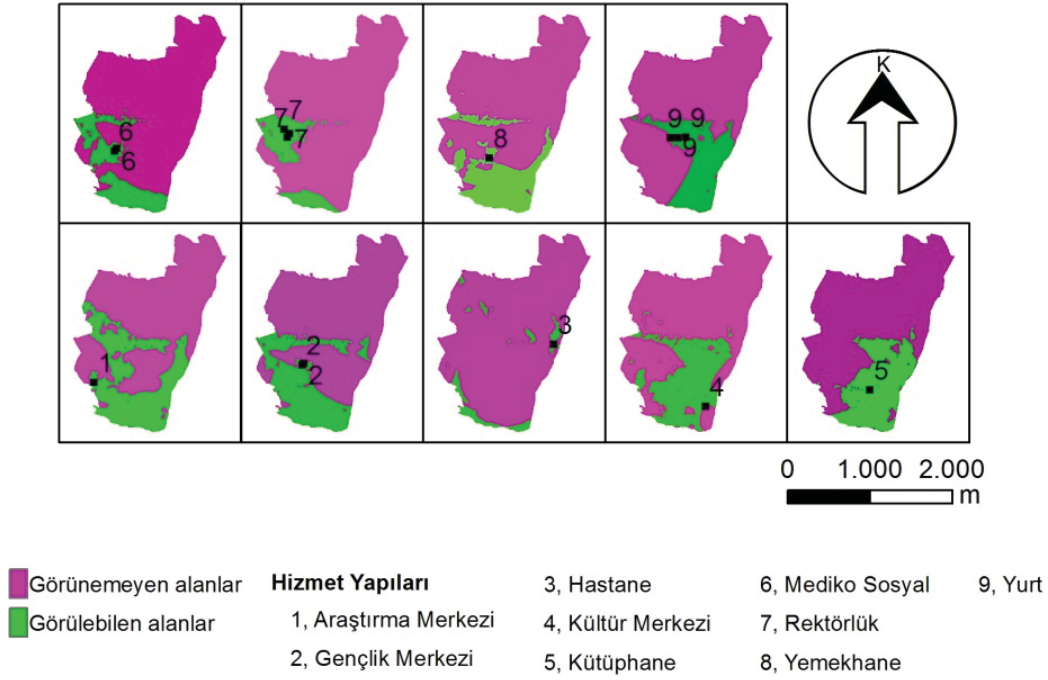 K
6
6
7
7
7
8
9 9
9
1
2
2
3
4
5
0 1.000 2.000
m
Görünemeyen alanlar
Görülebilen alanlar
Hizmet Yapıları
1, Araştırma Merkezi
2, Gençlik Merkezi
3, Hastane
4, Kültür Merkezi
5, Kütüphane
6, Mediko Sosyal
7, Rektörlük
8, Yemekhane
9, Yurt